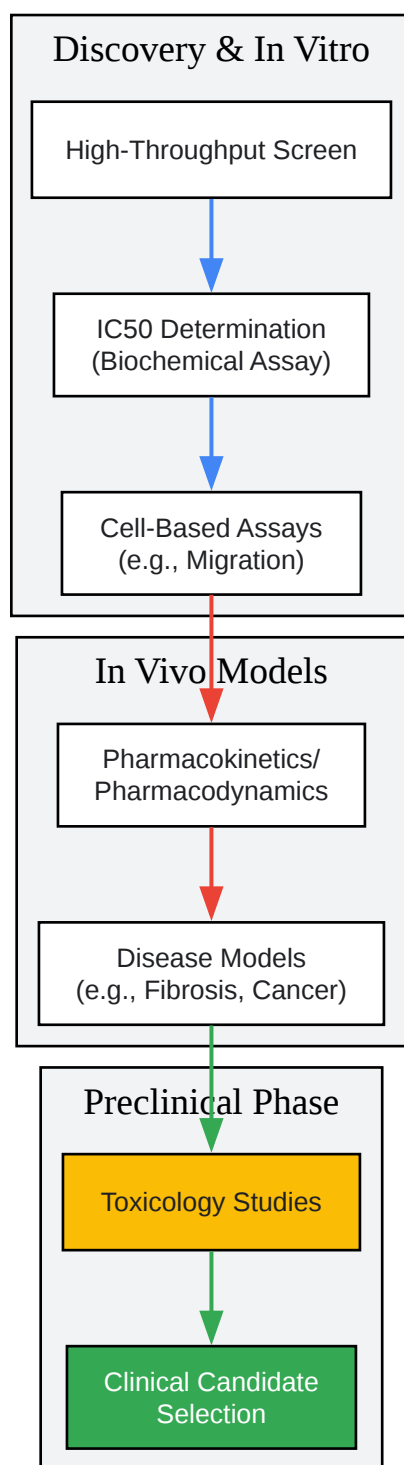 Discovery & In Vitro
High-Throughput Screen
IC50 Determination
(Biochemical Assay)
Cell-Based Assays
(e.g., Migration)
In Vivo Models
Pharmacokinetics/
Pharmacodynamics
Disease Models
(e.g., Fibrosis, Cancer)
Preclinical Phase
Toxicology Studies
Clinical Candidate
Selection